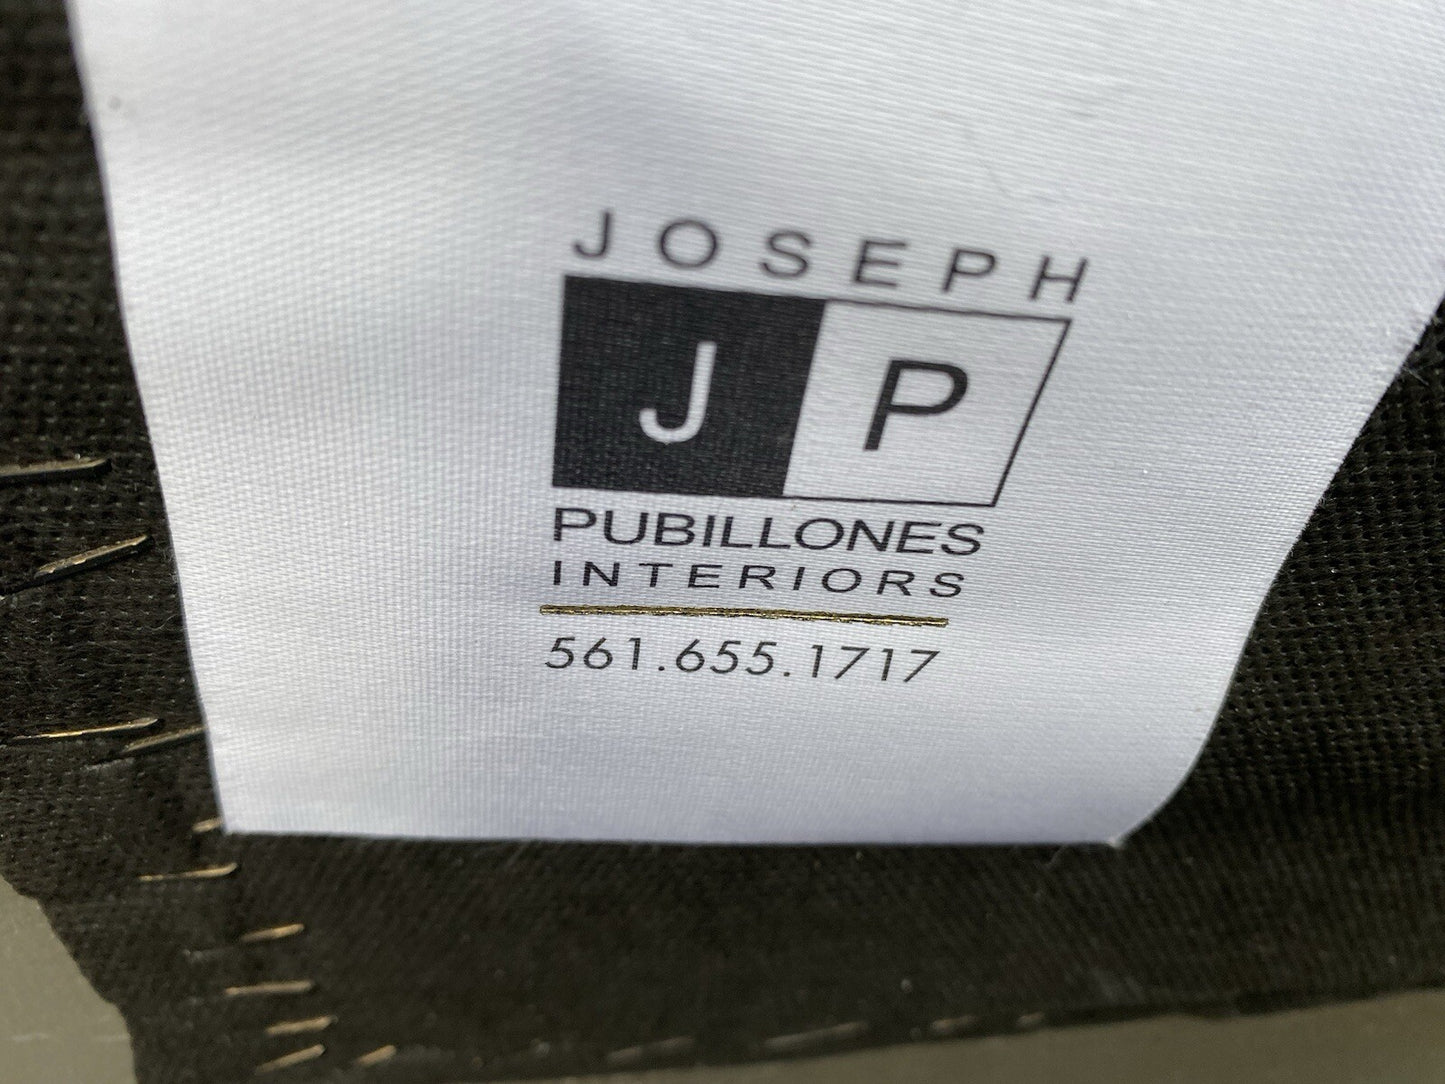 JOSEPH
J P
PUBILLONES
INTERIORS
561.655.1717